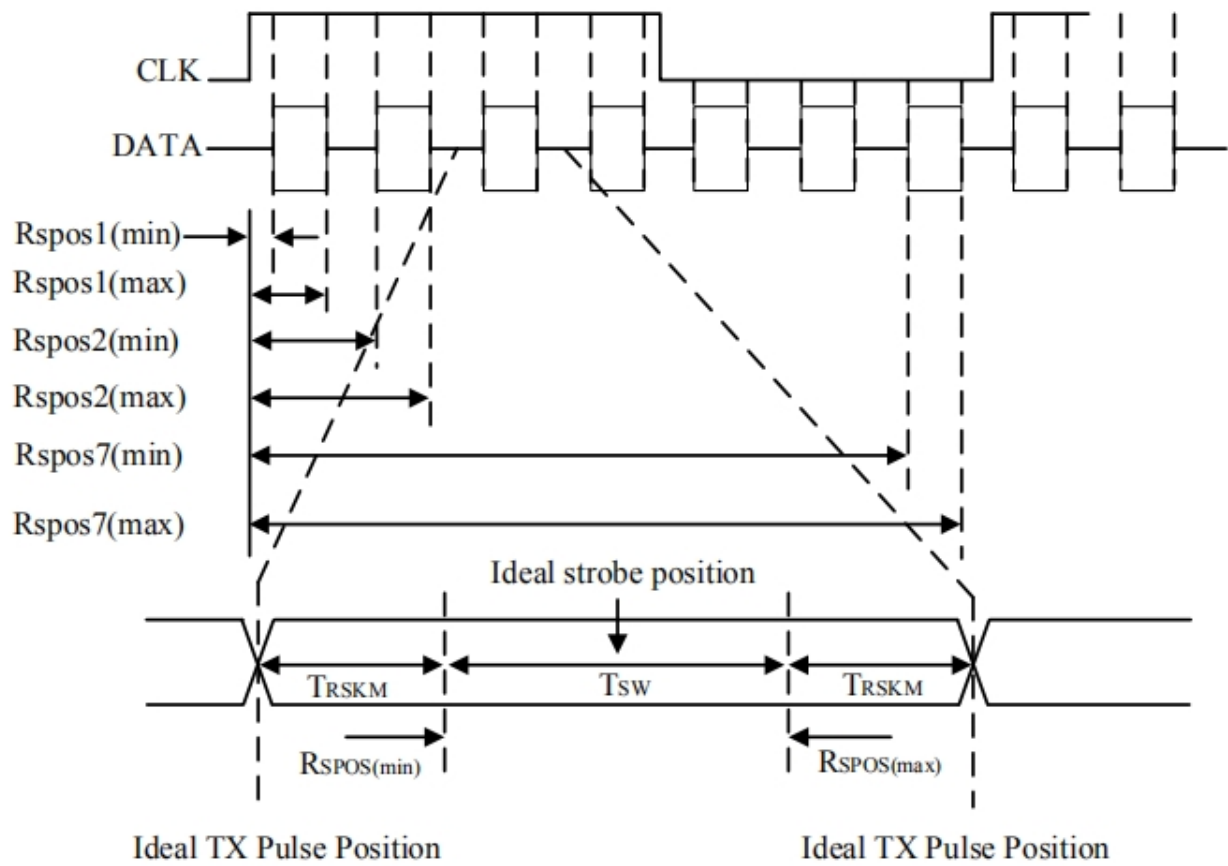 CLK
DATA
Rspos1(min)
Rspos1(max)
Rspos2(min)
Rspos2(max)
Rspos7(min)
Rspos7(max)
Ideal strobe position
TRSKM
TSW
TRSKM
RSPOS(min)
RSPOS(max)
Ideal TX Pulse Position
Ideal TX Pulse Position